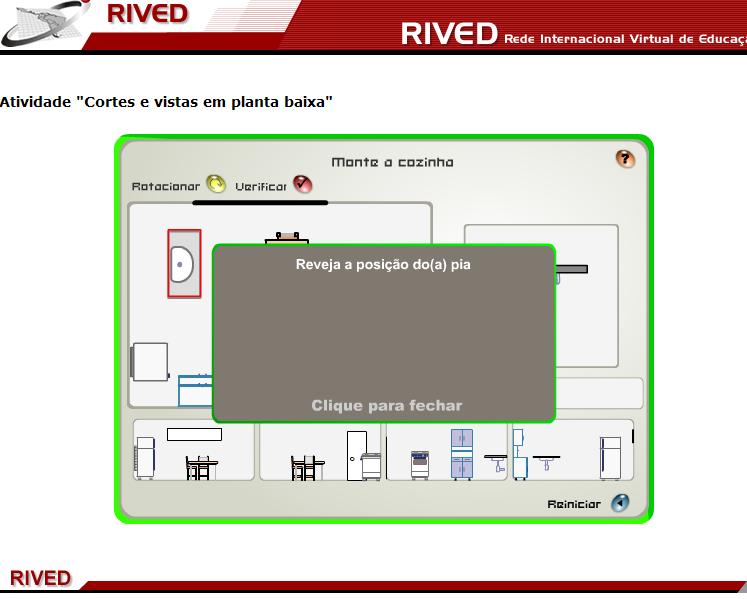 RIVED
RIVED Rede Internacional Virtual de Educaç
Atividade "Cortes e vistas em planta baixa"
Monte a cozinha
?
Rotacionar Verificar
Reveja a posição do(a) pia
Clique para fechar
Reiniciar
RIVED